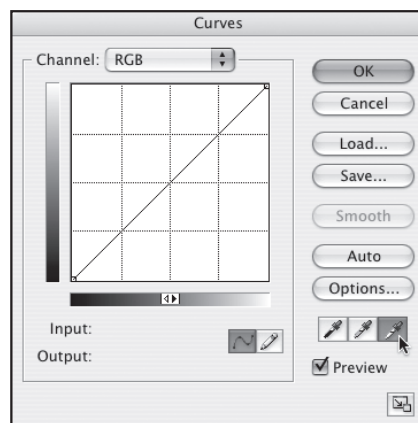 Curves
Channel: RGB
OK
Cancel
Load...
Save...
Smooth
Auto
Options...
Input:
Output:
Preview